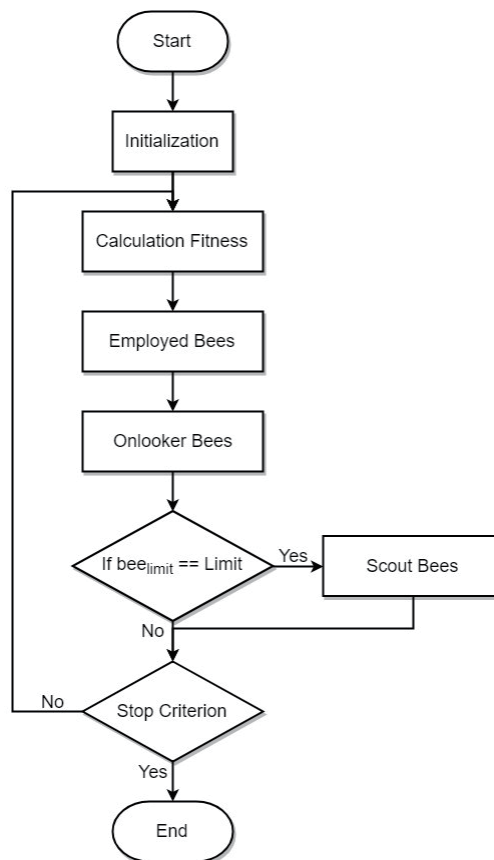 Start
Initialization
Calculation Fitness
Employed Bees
Onlooker Bees
If bee_limit == Limit
Yes
Scout Bees
No
No
Stop Criterion
Yes
End